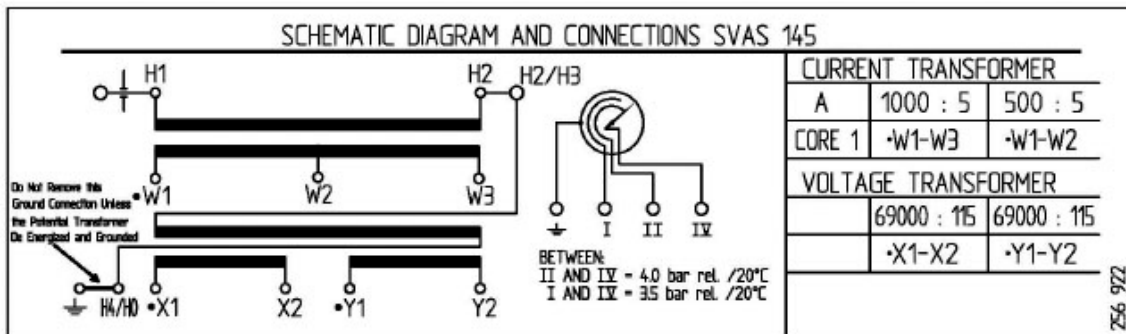 SCHEMATIC DIAGRAM AND CONNECTIONS SVAS 145
H1
H2
H2/H3
•W1
W2
W3
Do Not Remove this
Ground Connection Unless
the Potential Transformer
De Energized and Grounded
H4/H0
•X1
X2
•Y1
Y2
I
II
IV
BETWEEN:
II AND IV = 4.0 bar rel. /20°C
I AND IV = 3.5 bar rel. /20°C
CURRENT TRANSFORMER
A 1000 : 5 500 : 5
CORE 1 •W1-W3 •W1-W2
VOLTAGE TRANSFORMER
69000 : 115 69000 : 115
•X1-X2 •Y1-Y2
256 922